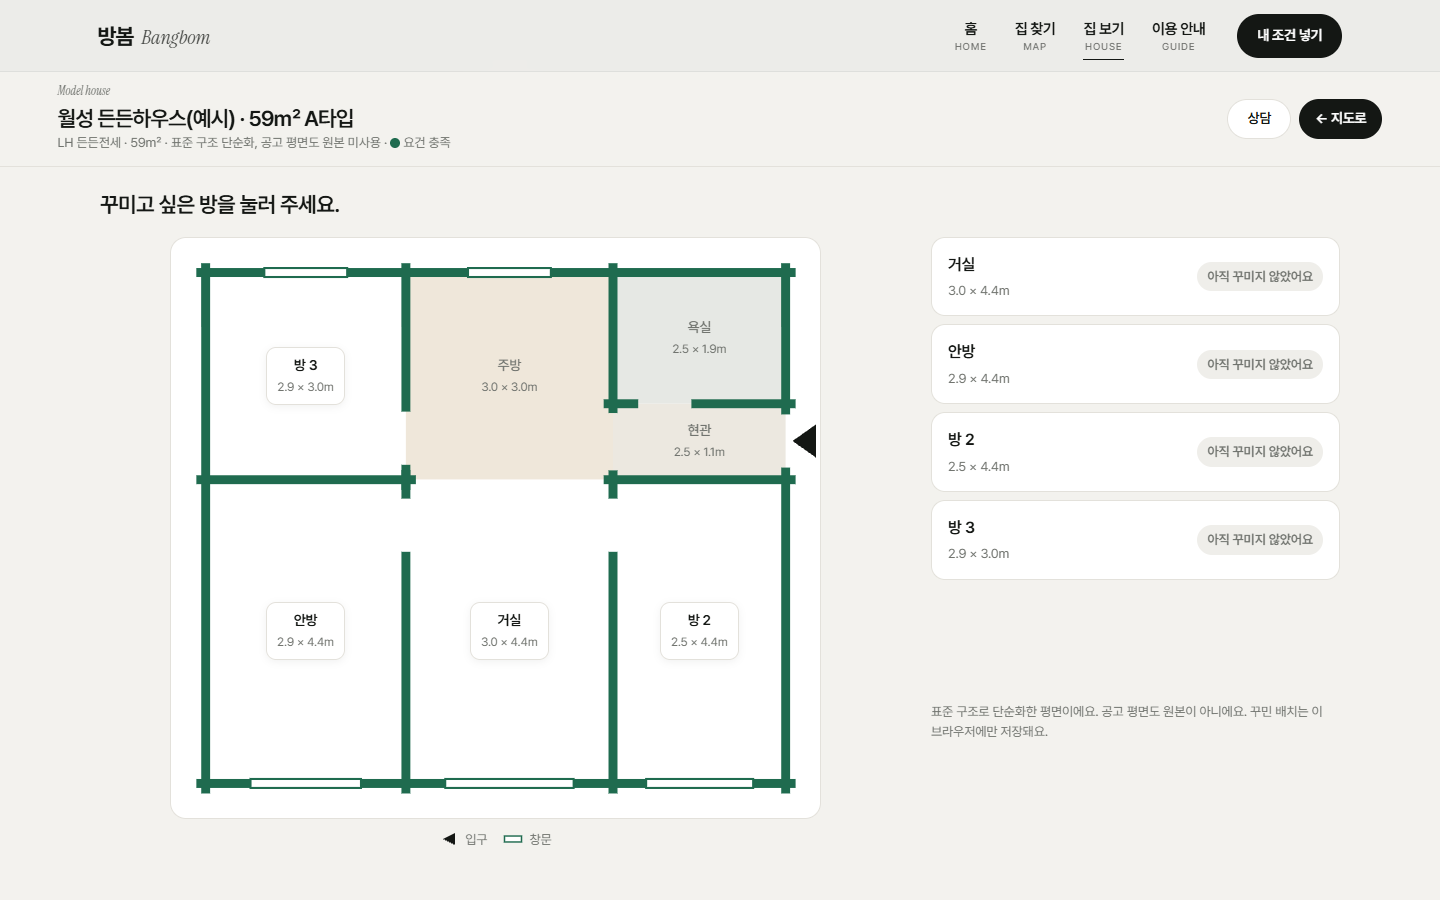 방봄 Bangbom
홈
HOME
집 찾기
MAP
집 보기
HOUSE
이용 안내
GUIDE
내 조건 넣기
Model house
월성 든든하우스(예시) · 59m² A타입
LH 든든전세 · 59m² · 표준 구조 단순화, 공고 평면도 원본 미사용 · 요건 충족
상담
← 지도로
꾸미고 싶은 방을 눌러 주세요.
방 3
2.9 × 3.0m
주방
3.0 × 3.0m
욕실
2.5 × 1.9m
현관
2.5 × 1.1m
안방
2.9 × 4.4m
거실
3.0 × 4.4m
방 2
2.5 × 4.4m
입구
창문
거실
3.0 × 4.4m
아직 꾸미지 않았어요
안방
2.9 × 4.4m
아직 꾸미지 않았어요
방 2
2.5 × 4.4m
아직 꾸미지 않았어요
방 3
2.9 × 3.0m
아직 꾸미지 않았어요
표준 구조로 단순화한 평면이에요. 공고 평면도 원본이 아니에요. 꾸민 배치는 이
브라우저에만 저장돼요.